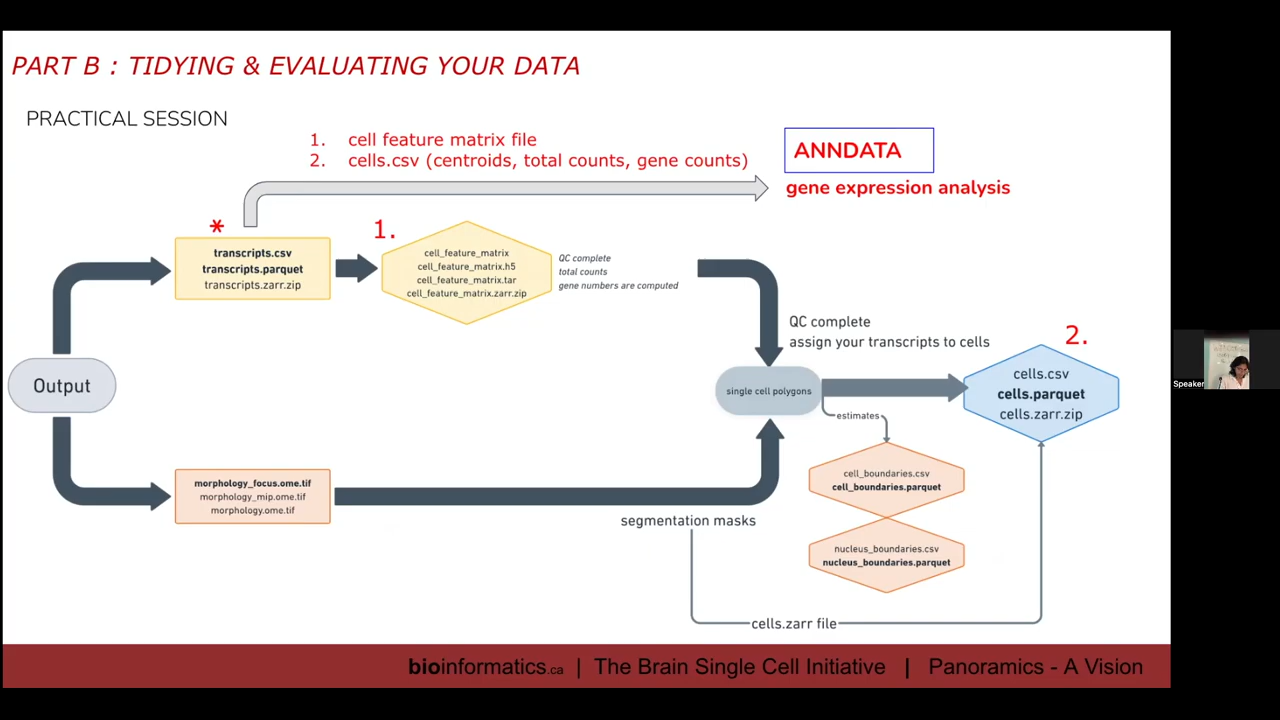 PART B : TIDYING & EVALUATING YOUR DATA
PRACTICAL SESSION
1. cell feature matrix file
2. cells.csv (centroids, total counts, gene counts)
ANNDATA
gene expression analysis
*
1.
transcripts.csv
transcripts.parquet
transcripts.zarr.zip
cell_feature_matrix
cell_feature_matrix.h5
cell_feature_matrix.tar
cell_feature_matrix.zarr.zip
QC complete
total counts
gene numbers are computed
QC complete
assign your transcripts to cells
2.
Output
single cell polygons
cells.csv
cells.parquet
cells.zarr.zip
estimates
cell_boundaries.csv
cell_boundaries.parquet
morphology_focus.ome.tif
morphology_mip.ome.tif
morphology.ome.tif
segmentation masks
nucleus_boundaries.csv
nucleus_boundaries.parquet
cells.zarr file
bioinformatics.ca | The Brain Single Cell Initiative | Panoramics - A Vision
Speaker